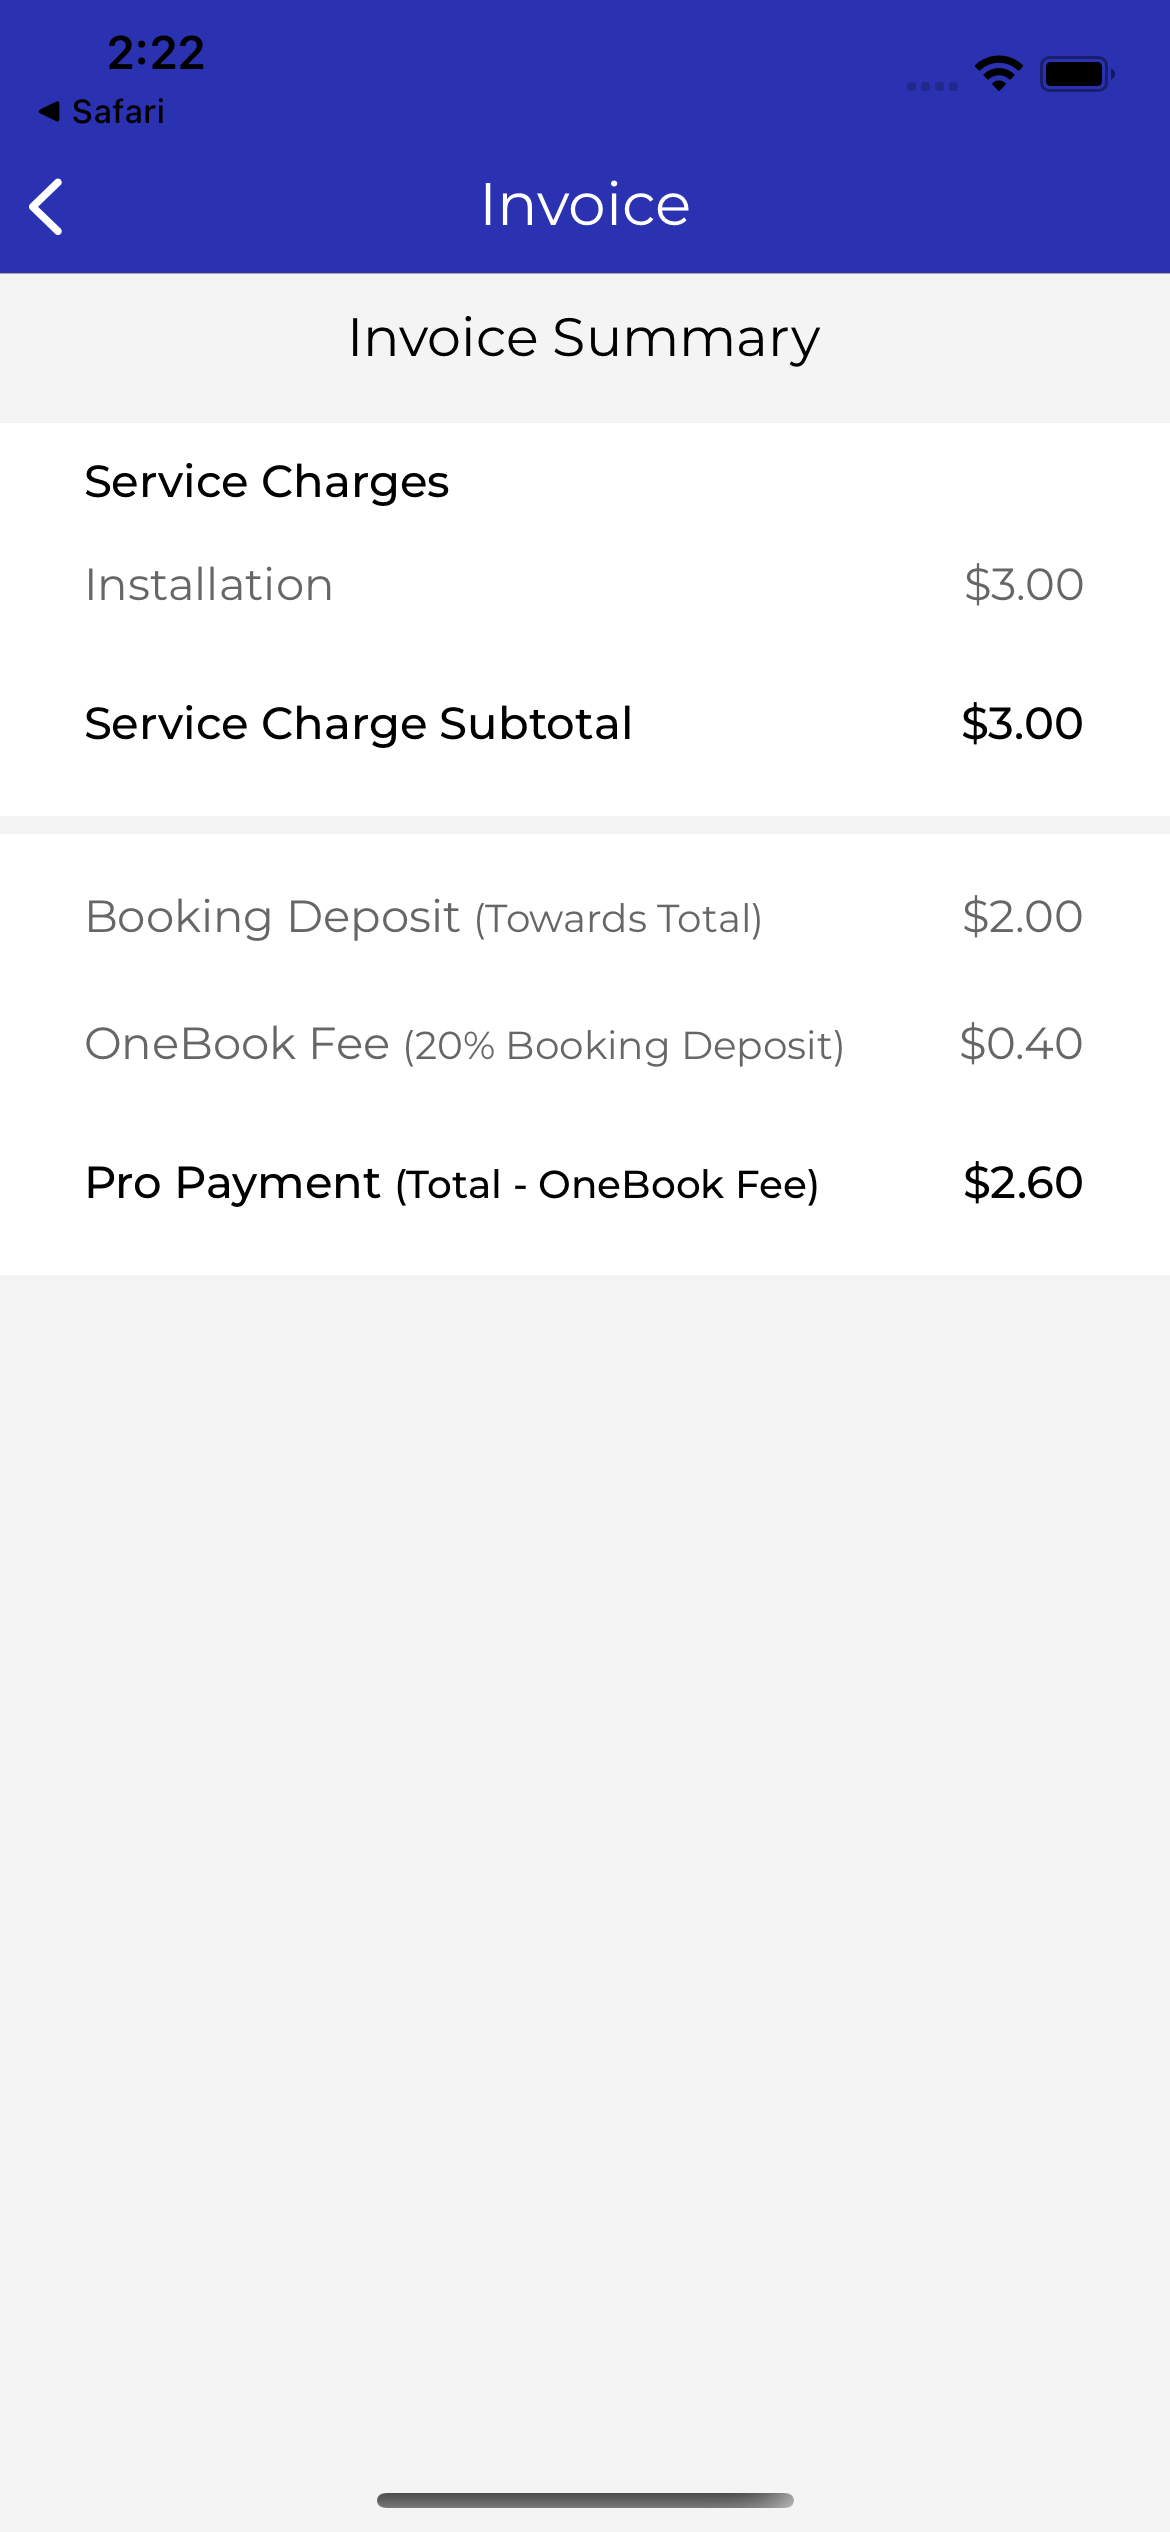 2:22
◀ Safari
Invoice
Invoice Summary
Service Charges
Installation $3.00
Service Charge Subtotal $3.00
Booking Deposit (Towards Total) $2.00
OneBook Fee (20% Booking Deposit) $0.40
Pro Payment (Total - OneBook Fee) $2.60